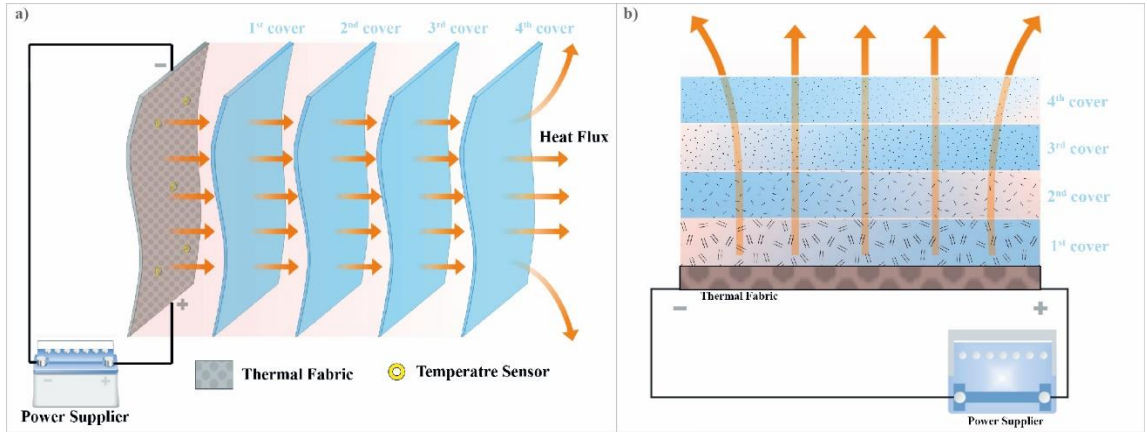 a)
1st cover 2nd cover 3rd cover 4th cover
−
Heat Flux
+
− +
Thermal Fabric Temperatre Sensor
Power Supplier
b)
4th cover
3rd cover
2nd cover
1st cover
Thermal Fabric
− +
Power Supplier